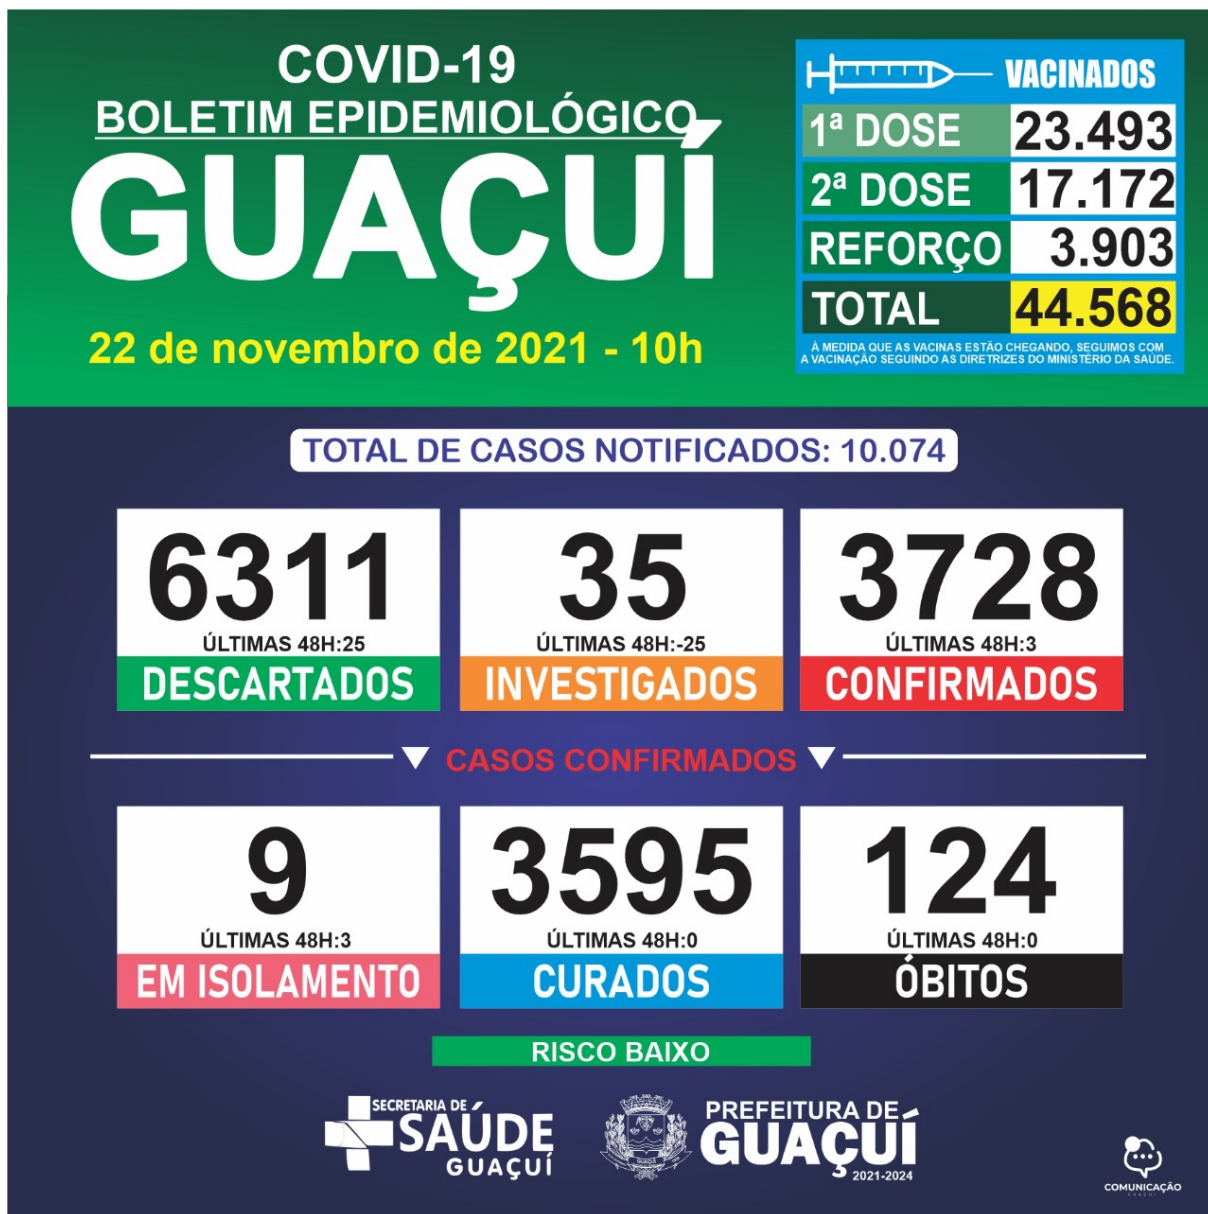 COVID-19
BOLETIM EPIDEMIOLÓGICO
GUAÇUÍ
22 de novembro de 2021 - 10h
VACINADOS
1ª DOSE 23.493
2ª DOSE 17.172
REFORÇO 3.903
TOTAL 44.568
À MEDIDA QUE AS VACINAS ESTÃO CHEGANDO, SEGUIMOS COM
A VACINAÇÃO SEGUINDO AS DIRETRIZES DO MINISTÉRIO DA SAÚDE.
TOTAL DE CASOS NOTIFICADOS: 10.074
6311
ÚLTIMAS 48H:25
DESCARTADOS
35
ÚLTIMAS 48H:-25
INVESTIGADOS
3728
ÚLTIMAS 48H:3
CONFIRMADOS
CASOS CONFIRMADOS
9
ÚLTIMAS 48H:3
EM ISOLAMENTO
3595
ÚLTIMAS 48H:0
CURADOS
124
ÚLTIMAS 48H:0
ÓBITOS
RISCO BAIXO
SECRETARIA DE
SAÚDE
GUAÇUÍ
PREFEITURA DE
GUAÇUÍ
2021-2024
COMUNICAÇÃO